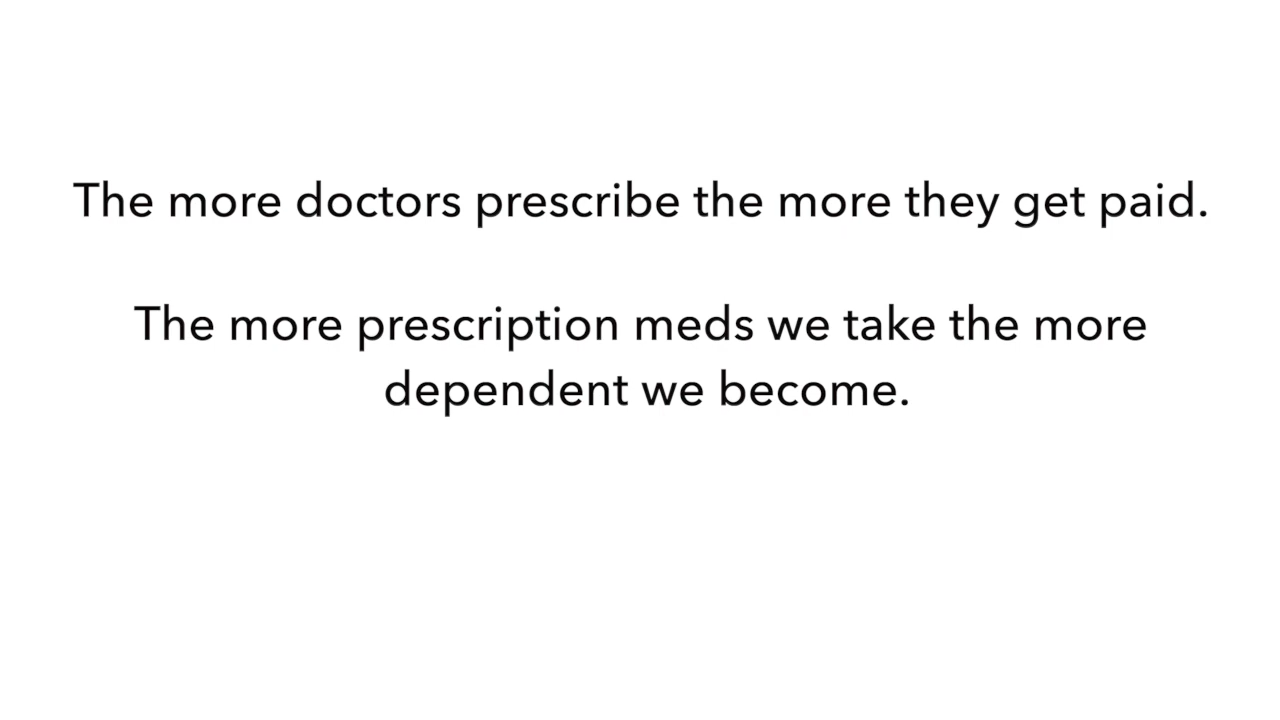 The more doctors prescribe the more they get paid.
The more prescription meds we take the more
dependent we become.